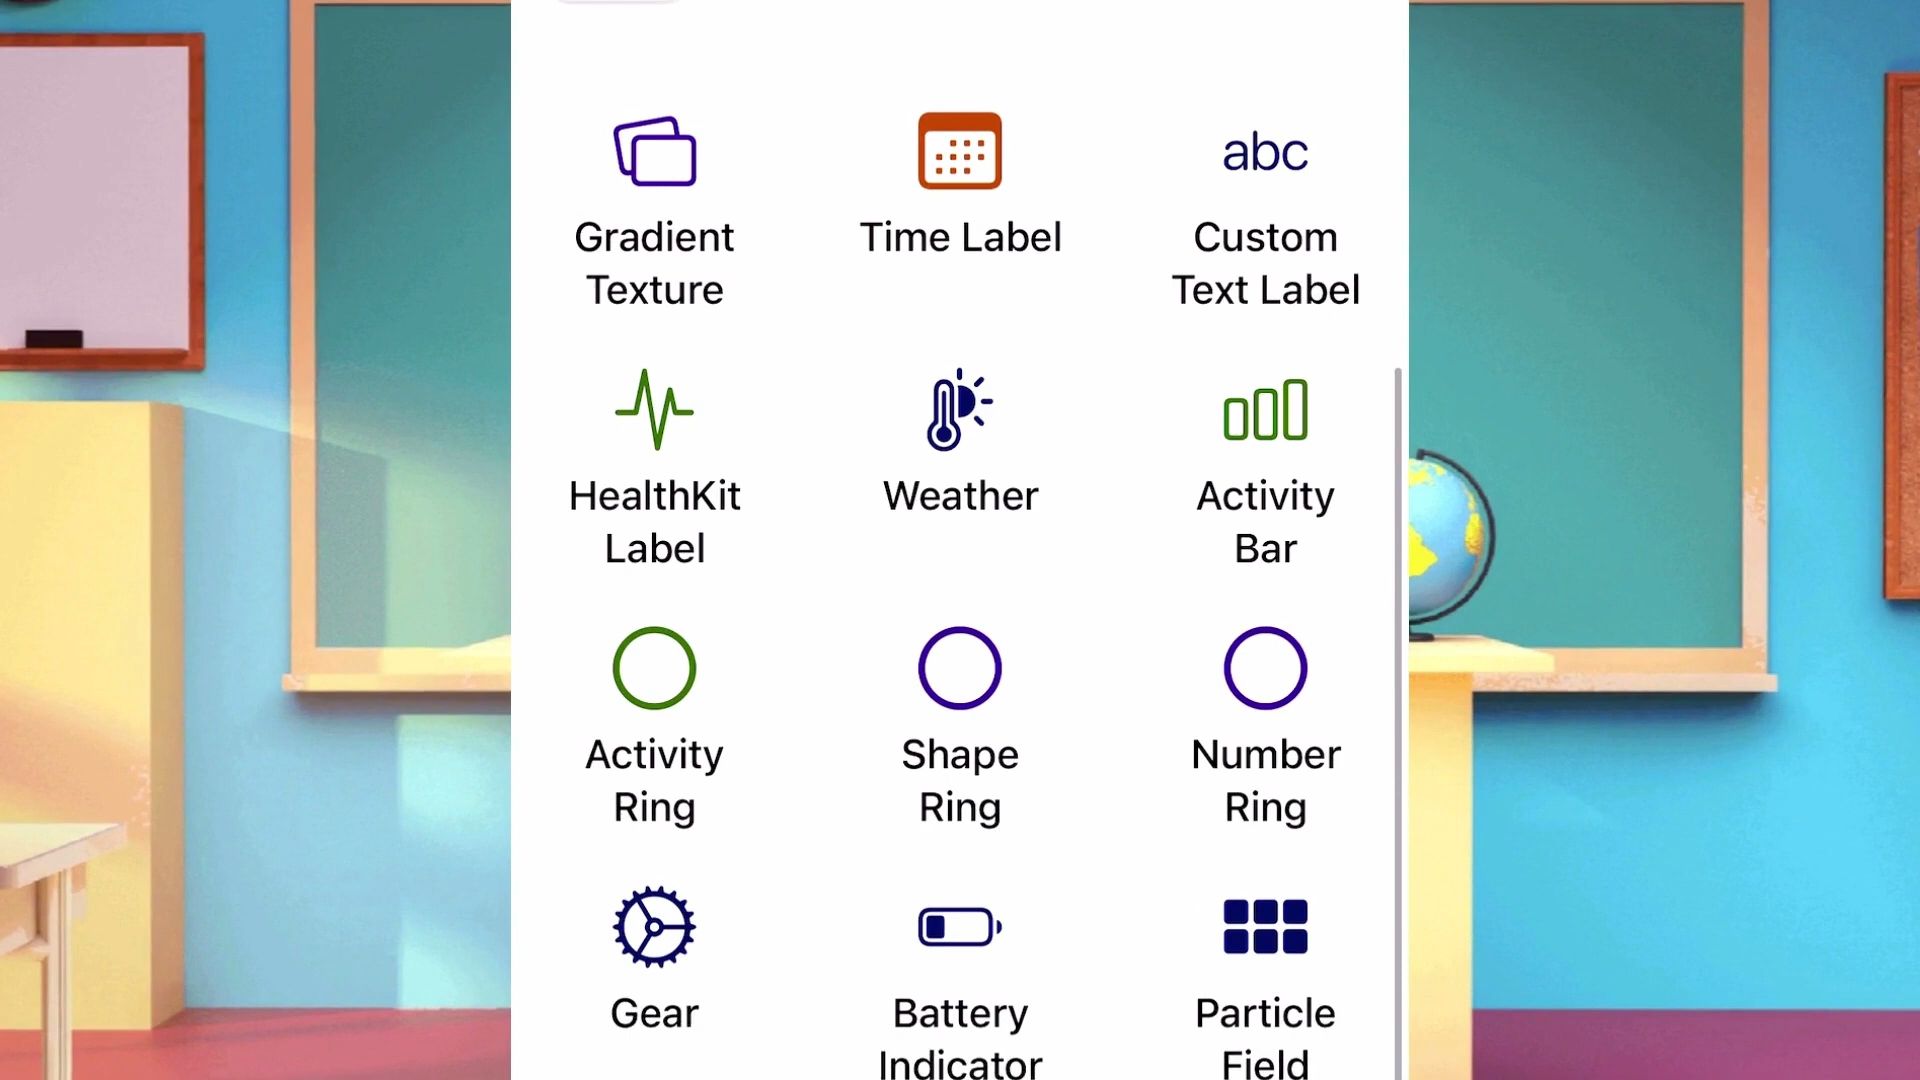 abc
Gradient
Texture
Time Label
Custom
Text Label
HealthKit
Label
Weather
Activity
Bar
Activity
Ring
Shape
Ring
Number
Ring
Gear
Battery
Indicator
Particle
Field